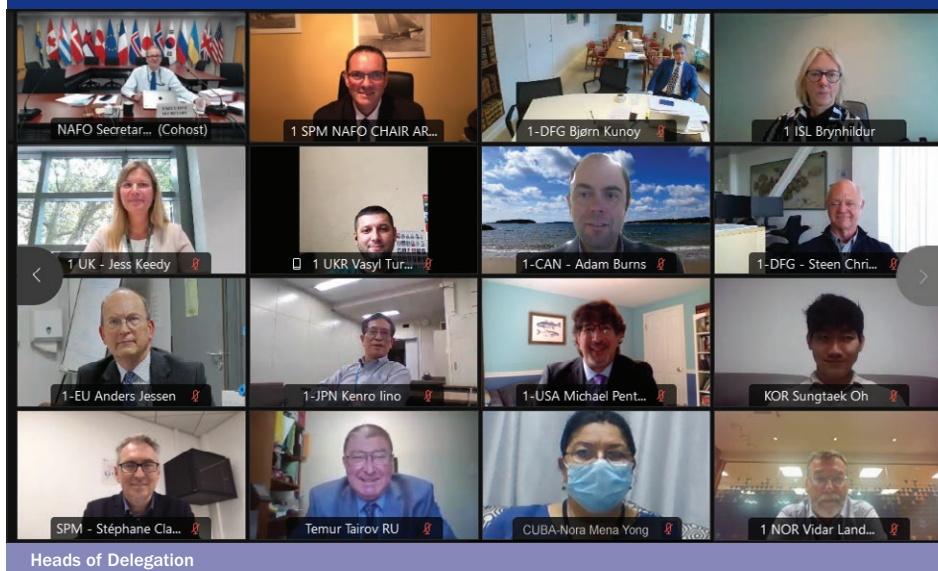 NAFO Secretar... (Cohost)
EXECUTIVE
SECRETARY
1 SPM NAFO CHAIR AR...
1-DFG Bjørn Kunoy
1 ISL Brynhildur
1 UK - Jess Keedy
1 UKR Vasyl Tur...
1-CAN - Adam Burns
1-DFG - Steen Chri...
1-EU Anders Jessen
1-JPN Kenro Iino
1-USA Michael Pent...
KOR Sungtaek Oh
SPM - Stéphane Cla...
Temur Tairov RU
CUBA-Nora Mena Yong
1 NOR Vidar Land...
Heads of Delegation